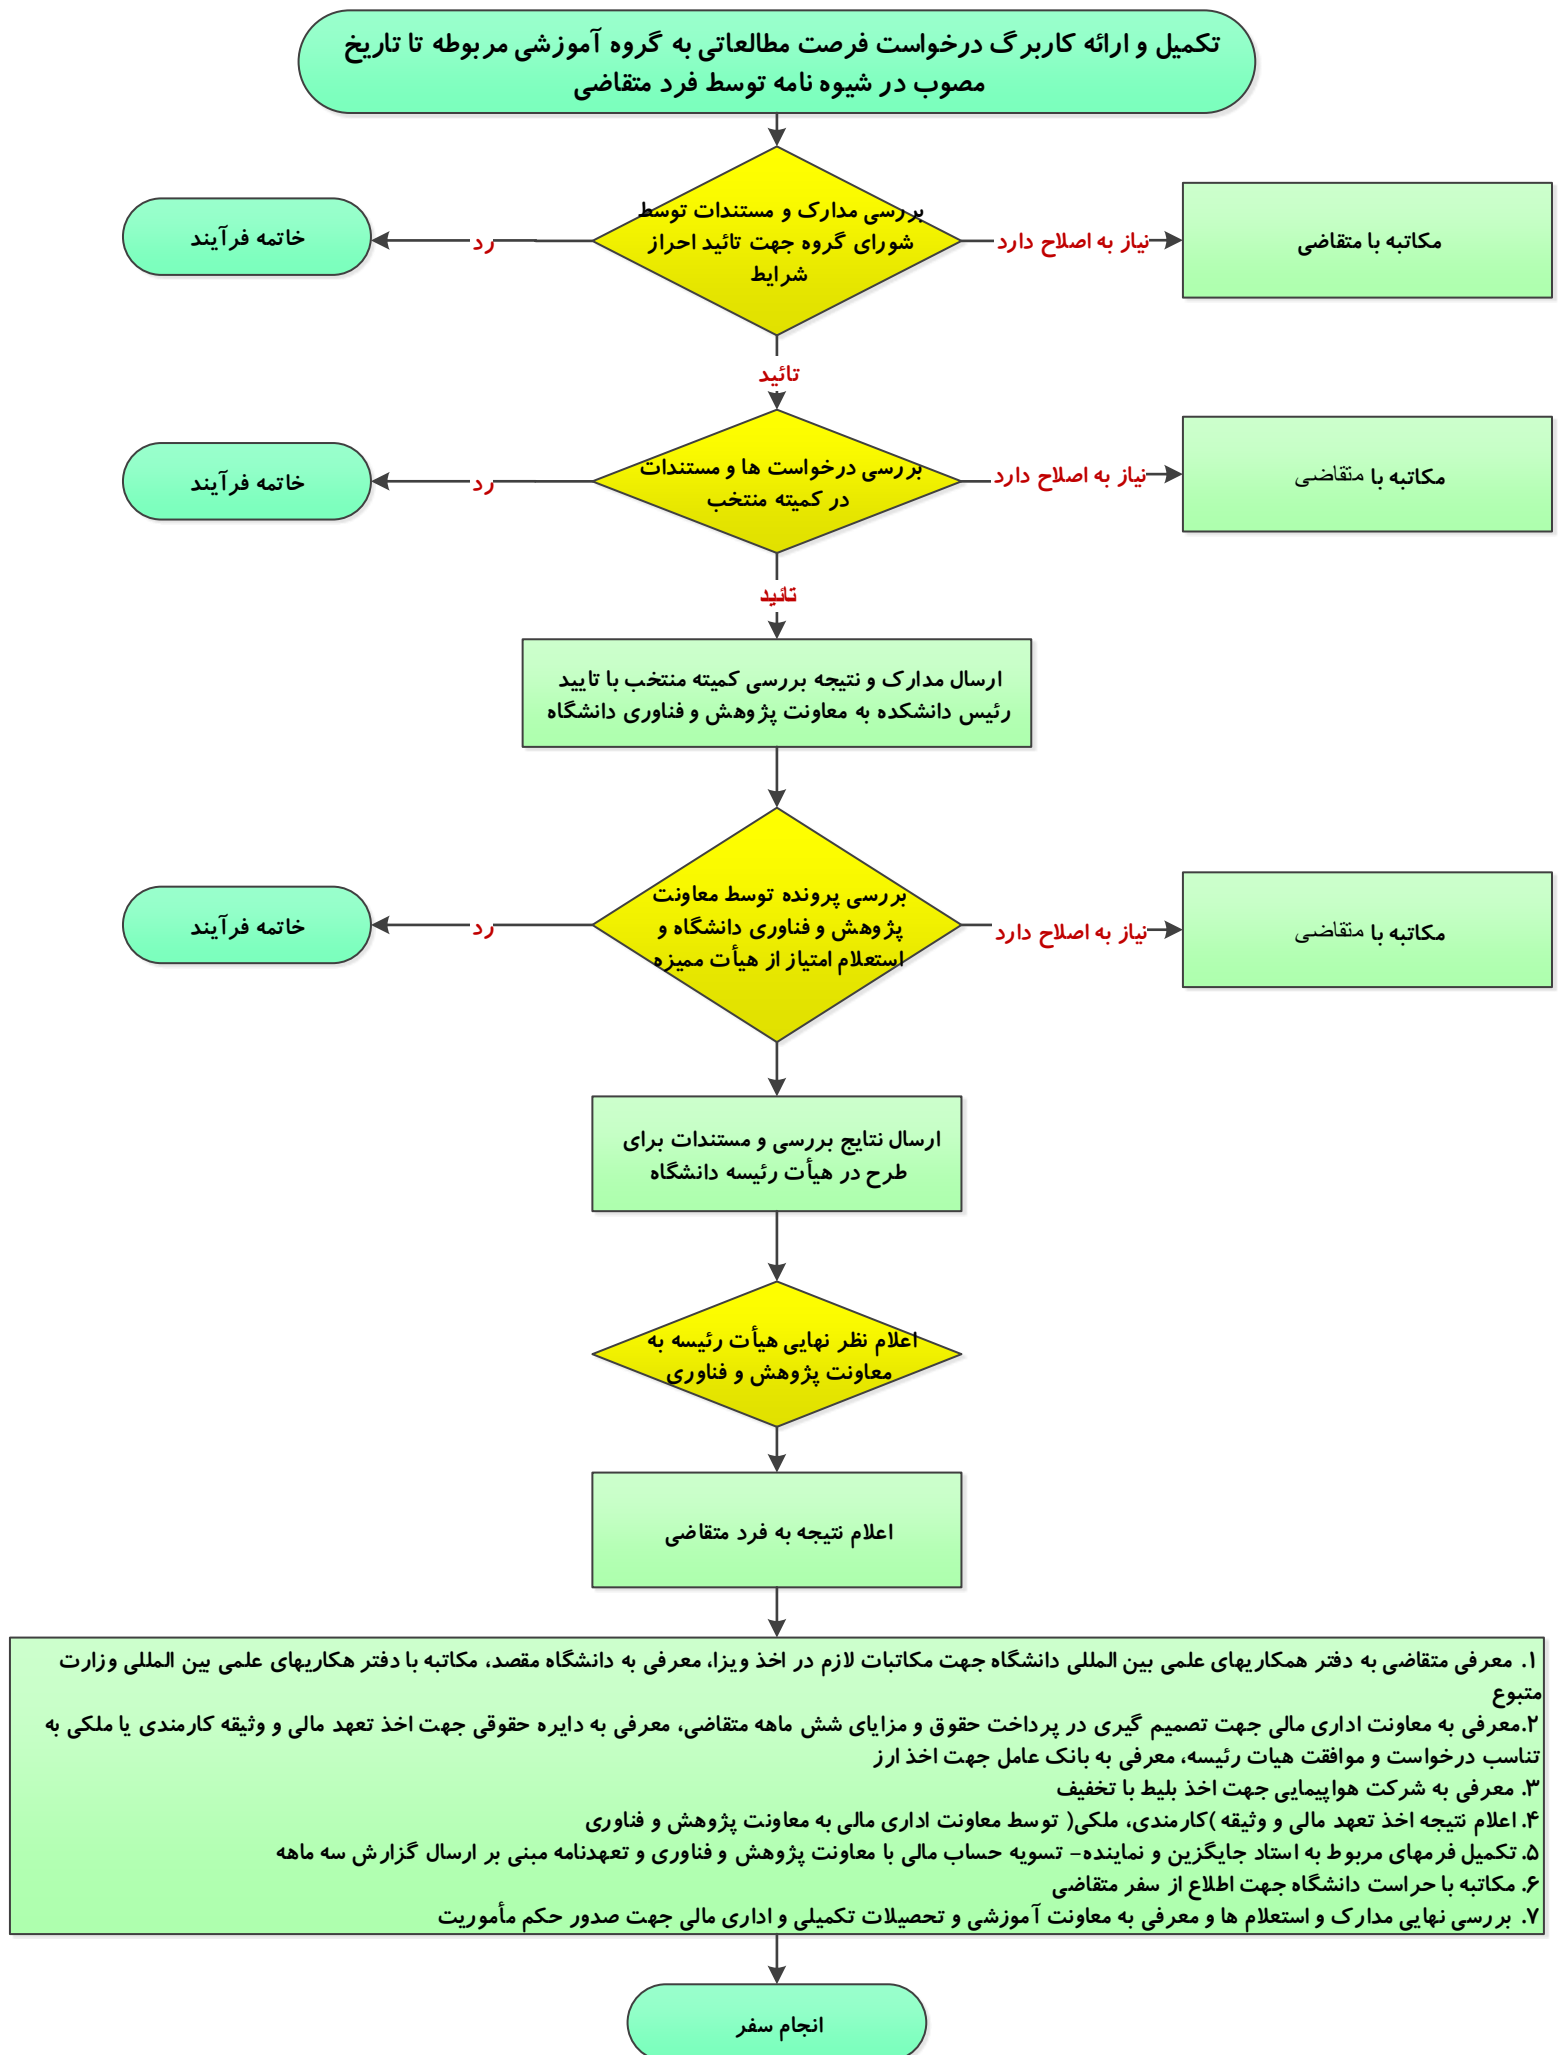 تکمیل و ارائه کاربرگ درخواست فرصت مطالعاتی به گروه آموزشی مربوطه تا تاریخ
مصوب در شیوه نامه توسط فرد متقاضی
بررسی مدارک و مستندات توسط
شورای گروه جهت تائید احراز
شرایط
نیاز به اصلاح دارد
مکاتبه با متقاضی
رد
خاتمه فرآیند
تائید
بررسی درخواست ها و مستندات
در کمیته منتخب
نیاز به اصلاح دارد
مکاتبه با متقاضی
رد
خاتمه فرآیند
تائید
ارسال مدارک و نتیجه بررسی کمیته منتخب با تایید
رئیس دانشکده به معاونت پژوهش و فناوری دانشگاه
بررسی پرونده توسط معاونت
پژوهش و فناوری دانشگاه و
استعلام امتیاز از هیأت ممیزه
نیاز به اصلاح دارد
مکاتبه با متقاضی
رد
خاتمه فرآیند
ارسال نتایج بررسی و مستندات برای
طرح در هیأت رئیسه دانشگاه
اعلام نظر نهایی هیأت رئیسه به
معاونت پژوهش و فناوری
اعلام نتیجه به فرد متقاضی
۱. معرفی متقاضی به دفتر همکاریهای علمی بین المللی دانشگاه جهت مکاتبات لازم در اخذ ویزا، معرفی به دانشگاه مقصد، مکاتبه با دفتر هکاریهای علمی بین المللی وزارت
متبوع
۲.معرفی به معاونت اداری مالی جهت تصمیم گیری در پرداخت حقوق و مزایای شش ماهه متقاضی، معرفی به دایره حقوقی جهت اخذ تعهد مالی و وثیقه کارمندی یا ملکی به
تناسب درخواست و موافقت هیات رئیسه، معرفی به بانک عامل جهت اخذ ارز
۳. معرفی به شرکت هواپیمایی جهت اخذ بلیط با تخفیف
۴. اعلام نتیجه اخذ تعهد مالی و وثیقه )کارمندی، ملکی( توسط معاونت اداری مالی به معاونت پژوهش و فناوری
۵. تکمیل فرمهای مربوط به استاد جایگزین و نماینده– تسویه حساب مالی با معاونت پژوهش و فناوری و تعهدنامه مبنی بر ارسال گزارش سه ماهه
۶. مکاتبه با حراست دانشگاه جهت اطلاع از سفر متقاضی
۷. بررسی نهایی مدارک و استعلام ها و معرفی به معاونت آموزشی و تحصیلات تکمیلی و اداری مالی جهت صدور حکم مأموریت
انجام سفر